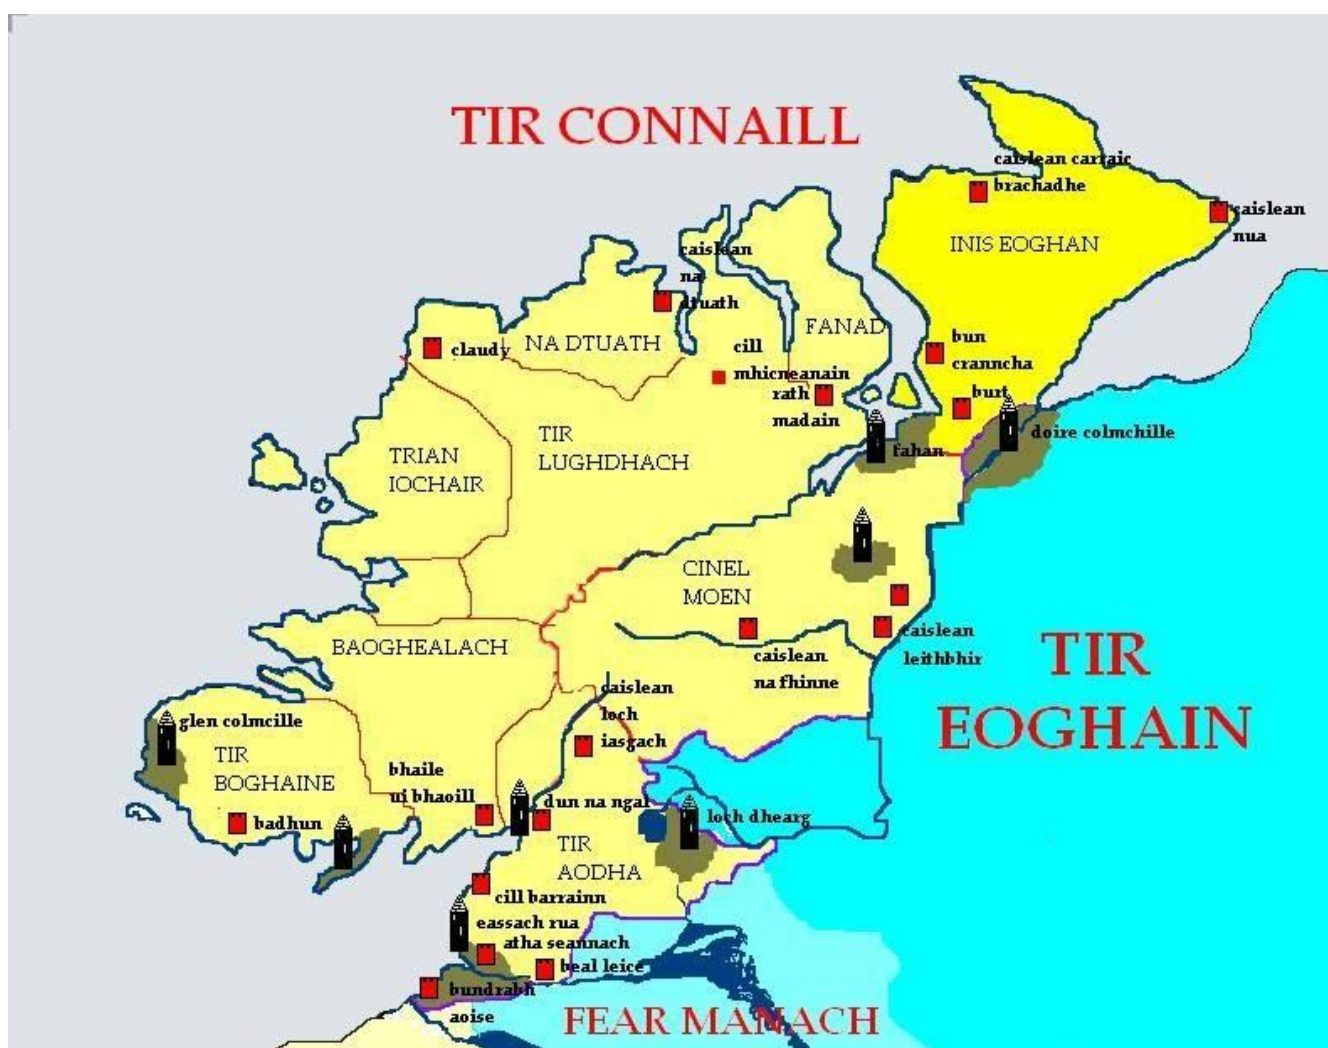 TIR CONNAILL
caislean carraic
brachadhe
caislean
nua
INIS EOGHAN
caislean
na
dtuath
FANAD
NA DTUATH
claudy
cill
mhicneanain
bun
cranncha
rath
madain
burt
doire colmchille
fahan
TIR
LUGHDHACH
TRIAN
IOCHAIR
CINEL
MOEN
BAOGHEALACH
caislean
leithbhir
caislean
na fhinne
TIR
EOGHAIN
caislean
loch
iasgach
glen colmcille
TIR
BOGHAINE
bhaile
ui bhaoill
badhun
dun na ngal
loch dhearg
TIR
AODHA
cill barrainn
eassach rua
atha seannach
beal leice
bundrabh
aoise
FEAR MANACH